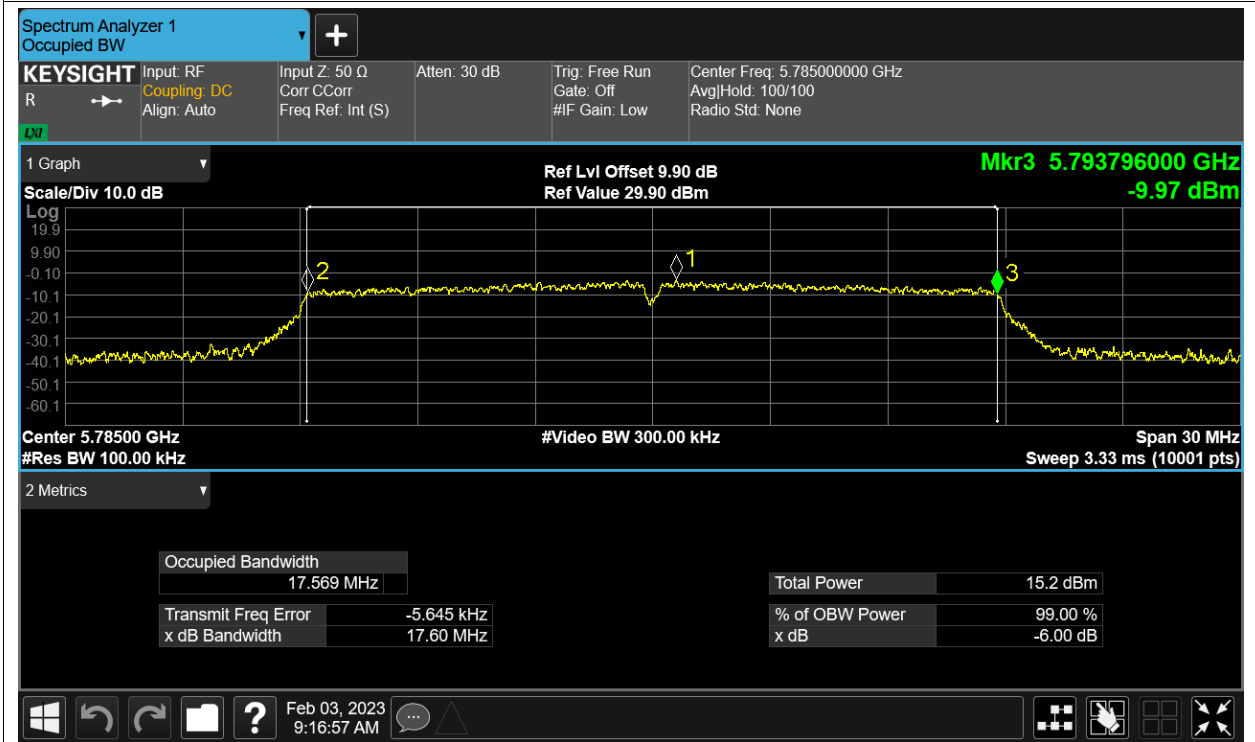 Spectrum Analyzer 1
Occupied BW
+
KEYSIGHT
R
LXI
Input: RF
Coupling: DC
Align: Auto
Input Z: 50 Ω
Corr CCorr
Freq Ref: Int (S)
Atten: 30 dB
Trig: Free Run
Gate: Off
#IF Gain: Low
Center Freq: 5.785000000 GHz
Avg|Hold: 100/100
Radio Std: None
1 Graph
Scale/Div 10.0 dB
Ref Lvl Offset 9.90 dB
Ref Value 29.90 dBm
Mkr3 5.793796000 GHz
-9.97 dBm
Log
19.9
9.90
-0.10
-10.1
-20.1
-30.1
-40.1
-50.1
-60.1
2
1
3
Center 5.78500 GHz
#Res BW 100.00 kHz
#Video BW 300.00 kHz
Span 30 MHz
Sweep 3.33 ms (10001 pts)
2 Metrics
Occupied Bandwidth
17.569 MHz
Transmit Freq Error -5.645 kHz
x dB Bandwidth 17.60 MHz
Total Power 15.2 dBm
% of OBW Power 99.00 %
x dB -6.00 dB
?
Feb 03, 2023
9:16:57 AM